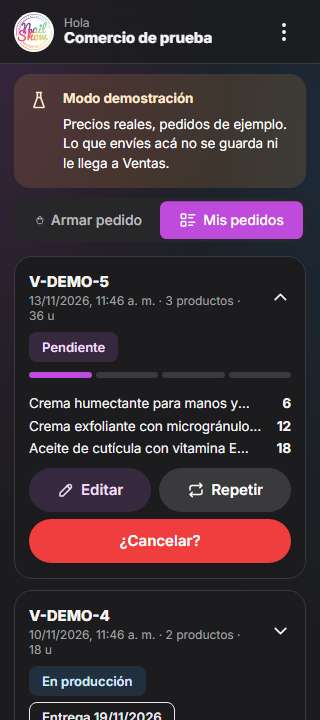 Nail
Show
Hola
Comercio de prueba
Modo demostración
Precios reales, pedidos de ejemplo.
Lo que envíes acá no se guarda ni
le llega a Ventas.
Armar pedido
Mis pedidos
V-DEMO-5
13/11/2026, 11:46 a. m. · 3 productos ·
36 u
Pendiente
Crema humectante para manos y... 6
Crema exfoliante con microgránulo... 12
Aceite de cutícula con vitamina E... 18
Editar
Repetir
¿Cancelar?
V-DEMO-4
10/11/2026, 11:46 a. m. · 2 productos ·
18 u
En producción
Entrega 19/11/2026